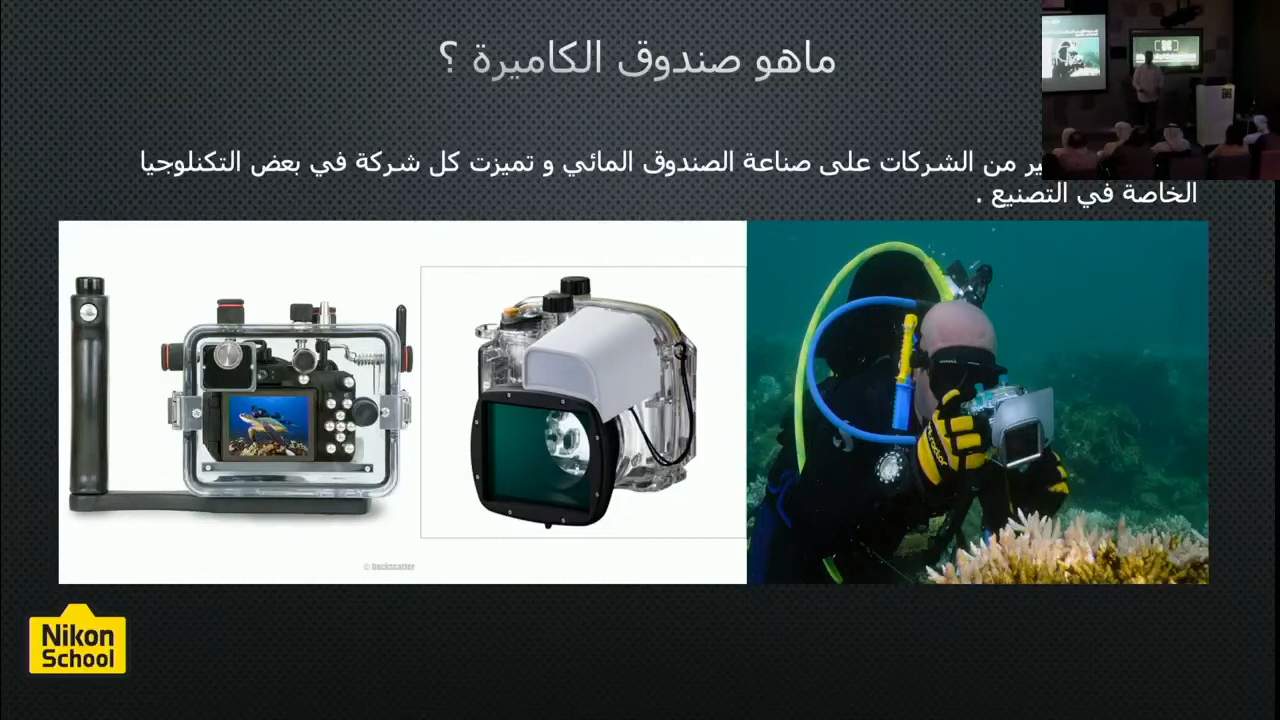 ماهو صندوق الكاميرة ؟
من الشركات على صناعة الصندوق المائي و تميزت كل شركة في بعض التكنلوجيا
الخاصة في التصنيع .
© backscatter
Nikon
School